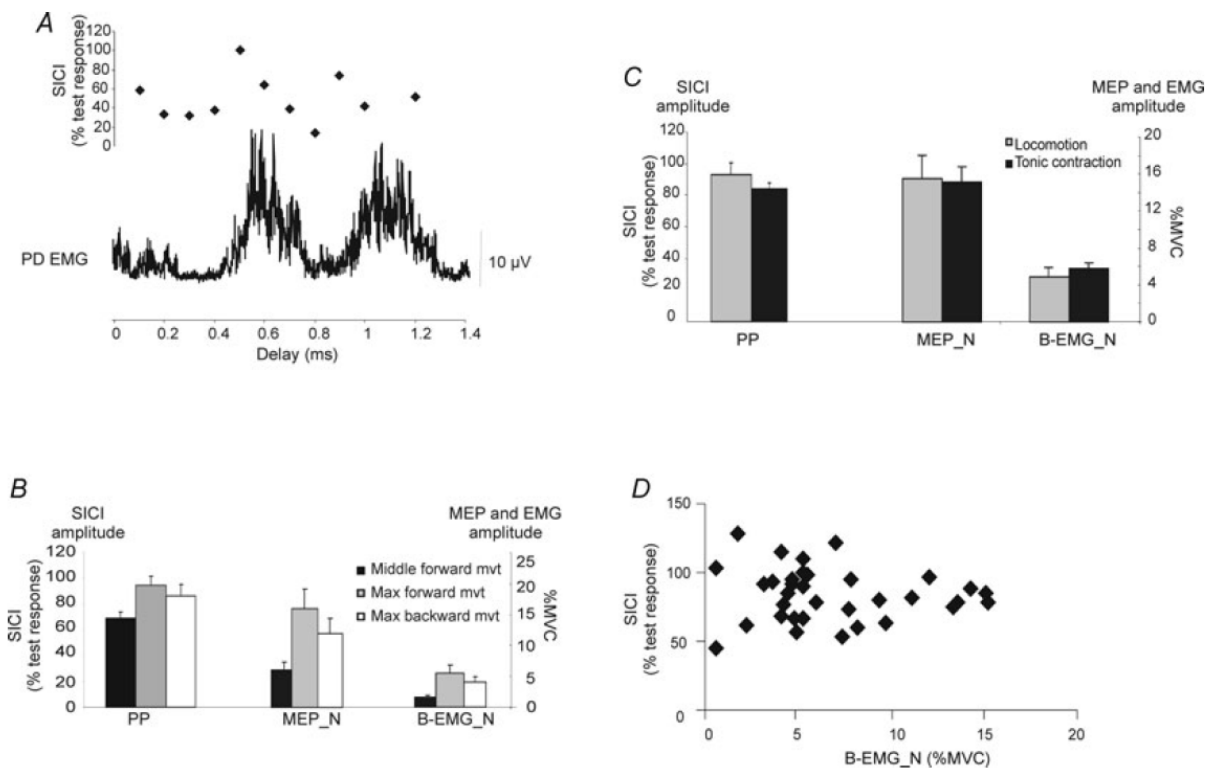 A
SICI
(% test response)
120
100
80
60
40
20
0
PD EMG
10 µV
0 0.2 0.4 0.6 0.8 1 1.2 1.4
Delay (ms)
C
SICI
amplitude
MEP and EMG
amplitude
SICI
(% test response)
120
100
80
60
40
20
0
Locomotion
Tonic contraction
20
16
12
8
4
0
%MVC
PP MEP_N B-EMG_N
B
SICI
amplitude
MEP and EMG
amplitude
SICI
(% test response)
120
100
80
60
40
20
0
Middle forward mvt
Max forward mvt
Max backward mvt
25
20
15
10
5
0
%MVC
PP MEP_N B-EMG_N
D
SICI
(% test response)
150
100
50
0
0 5 10 15 20
B-EMG_N (%MVC)